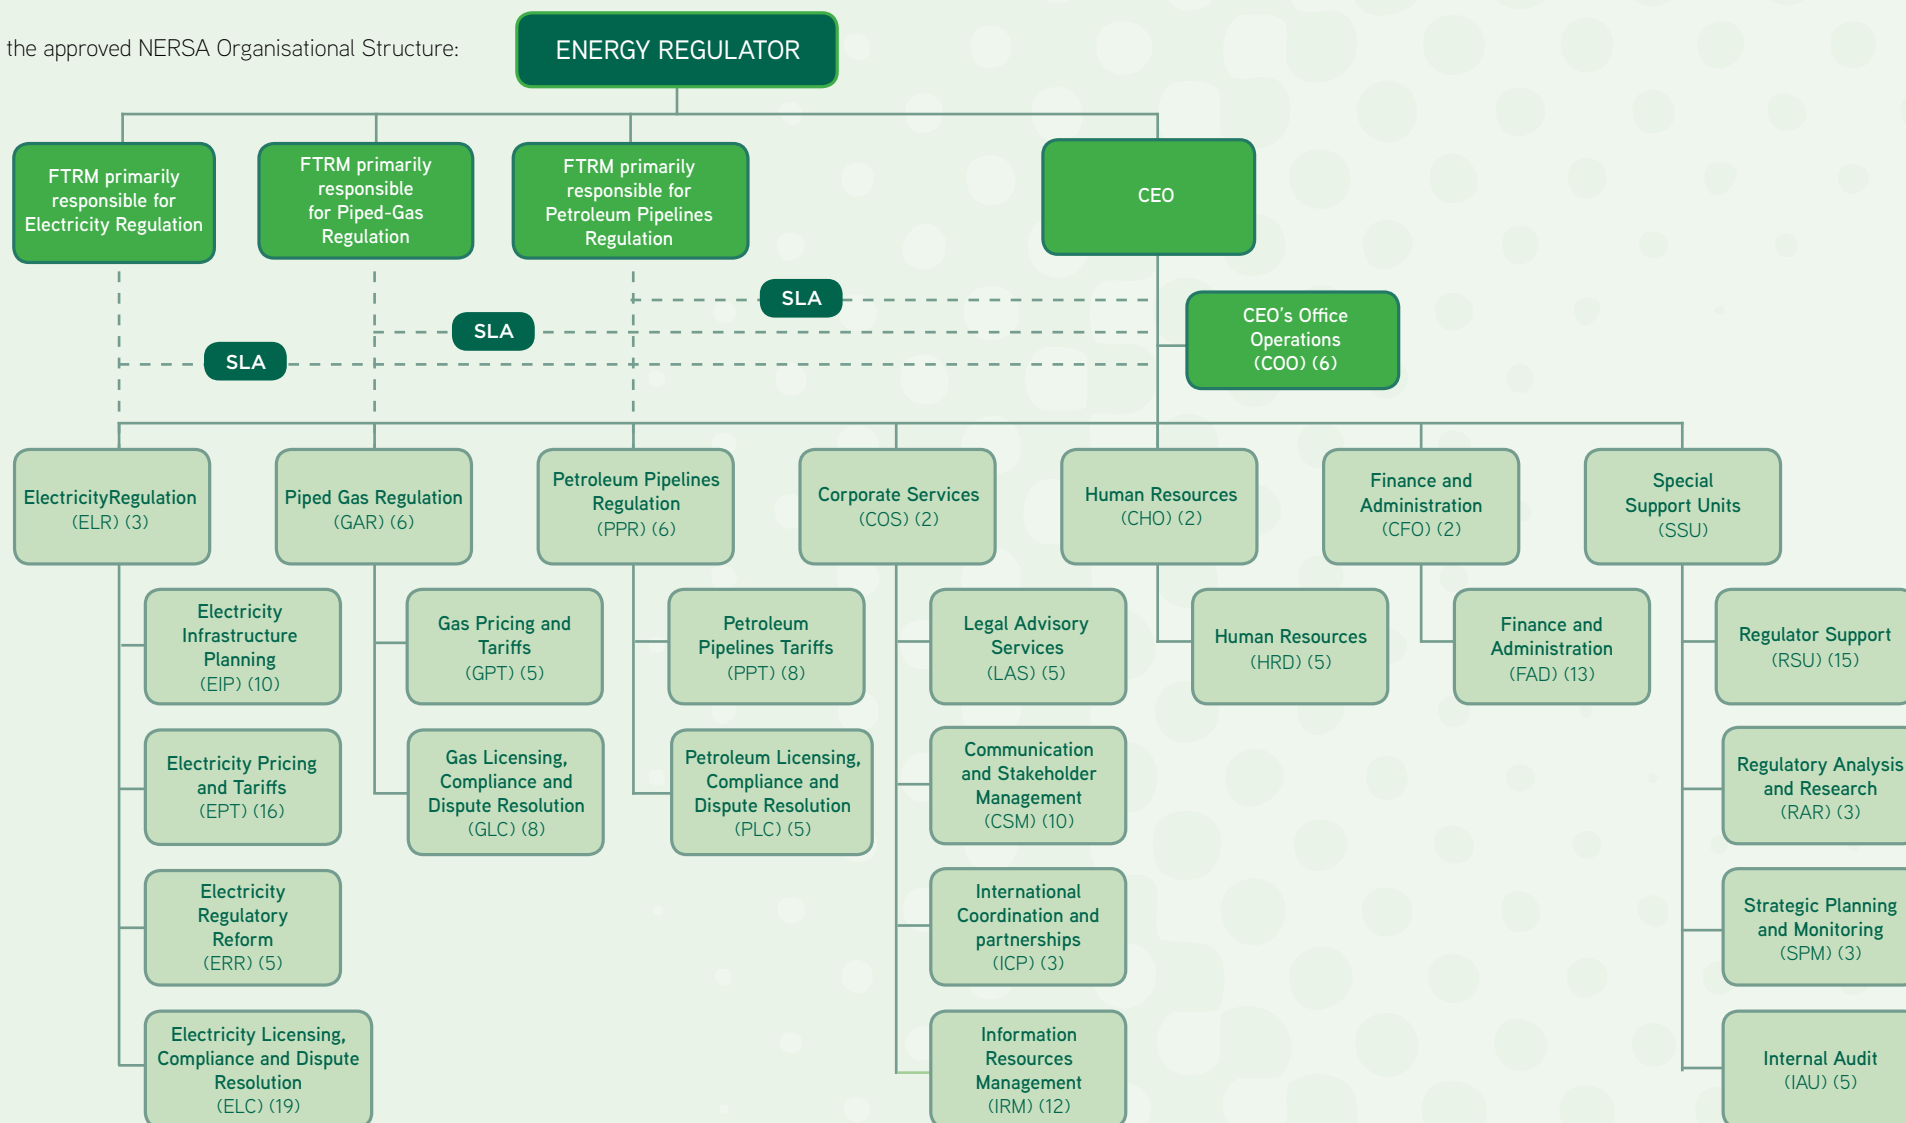 the approved NERSA Organisational Structure:
ENERGY REGULATOR
FTRM primarily
responsible for
Electricity Regulation
FTRM primarily
responsible
for Piped-Gas
Regulation
FTRM primarily
responsible for
Petroleum Pipelines
Regulation
CEO
SLA
SLA
SLA
CEO's Office
Operations
(COO) (6)
ElectricityRegulation
(ELR) (3)
Piped Gas Regulation
(GAR) (6)
Petroleum Pipelines
Regulation
(PPR) (6)
Corporate Services
(COS) (2)
Human Resources
(CHO) (2)
Finance and
Administration
(CFO) (2)
Special
Support Units
(SSU)
Electricity
Infrastructure
Planning
(EIP) (10)
Gas Pricing and
Tariffs
(GPT) (5)
Petroleum
Pipelines Tariffs
(PPT) (8)
Legal Advisory
Services
(LAS) (5)
Human Resources
(HRD) (5)
Finance and
Administration
(FAD) (13)
Regulator Support
(RSU) (15)
Electricity Pricing
and Tariffs
(EPT) (16)
Gas Licensing,
Compliance and
Dispute Resolution
(GLC) (8)
Petroleum Licensing,
Compliance and
Dispute Resolution
(PLC) (5)
Communication
and Stakeholder
Management
(CSM) (10)
Regulatory Analysis
and Research
(RAR) (3)
Electricity
Regulatory
Reform
(ERR) (5)
International
Coordination and
partnerships
(ICP) (3)
Strategic Planning
and Monitoring
(SPM) (3)
Electricity Licensing,
Compliance and Dispute
Resolution
(ELC) (19)
Information
Resources
Management
(IRM) (12)
Internal Audit
(IAU) (5)